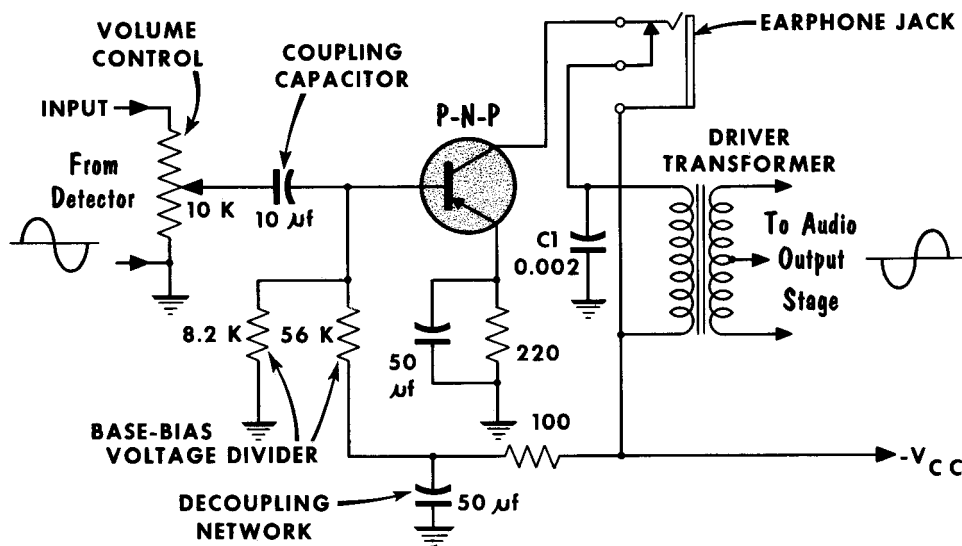 VOLUME
CONTROL
COUPLING
CAPACITOR
EARPHONE JACK
INPUT
P-N-P
DRIVER
TRANSFORMER
From
Detector
10 K
10 µf
C1
0.002
To Audio
Output
Stage
8.2 K
56 K
50
µf
220
BASE-BIAS
VOLTAGE DIVIDER
100
-VCC
DECOUPLING
NETWORK
50 µf